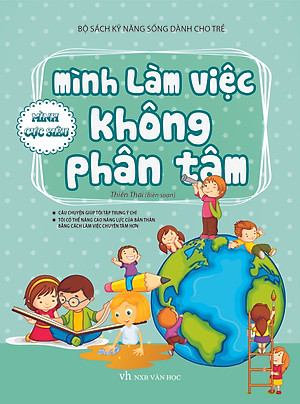 BỘ SÁCH KỸ NĂNG SỐNG DÀNH CHO TRẺ
MÌNH LÀM VIỆC
MÌNH
CỰC SIÊU
KHÔNG
PHÂN TÂM
Thiên Thai (Biên soạn)
CÂU CHUYỆN GIÚP TÔI TẬP TRUNG Ý CHÍ
TÔI CÓ THỂ NÂNG CAO NĂNG LỰC CỦA BẢN THÂN
BẰNG CÁCH LÀM VIỆC CHUYÊN TÂM HƠN
vh NXB VĂN HỌC